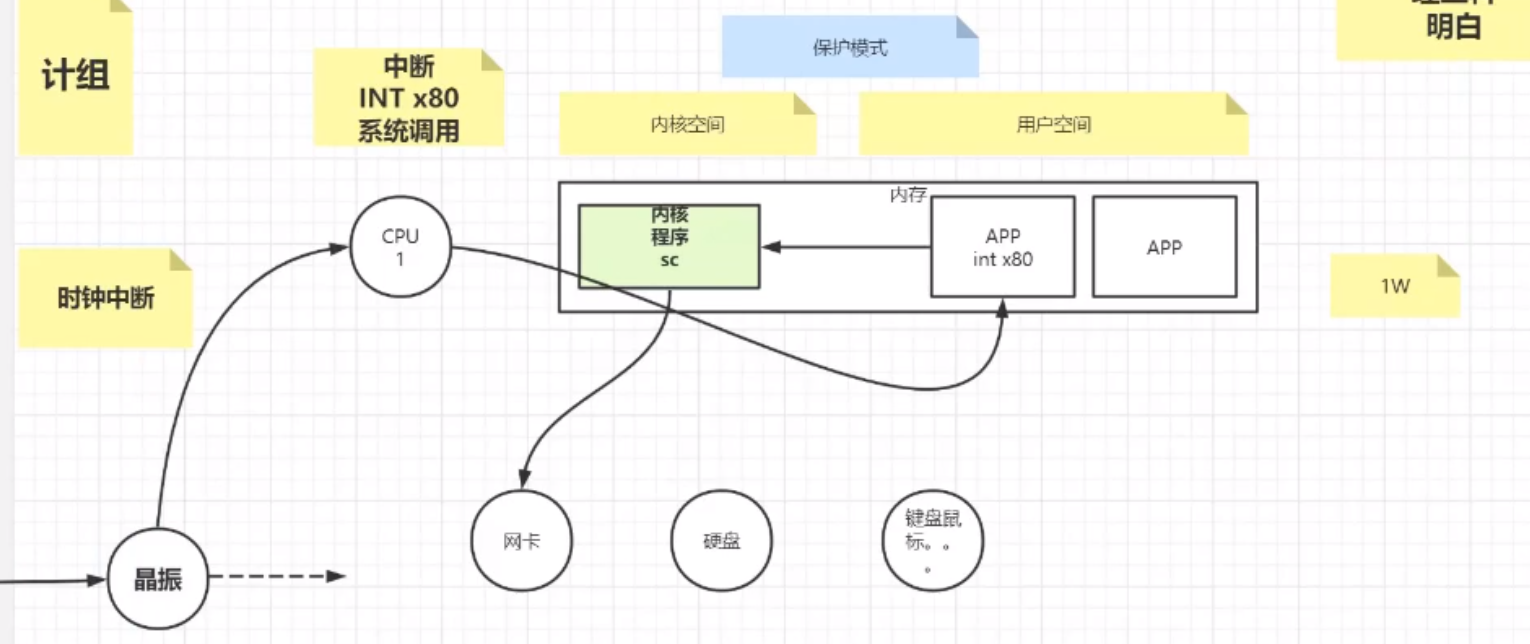 明白
保护模式
计组
中断
INT x80
系统调用
内核空间
用户空间
内存
内核
程序
sc
CPU
1
APP
int x80
APP
时钟中断
1W
网卡
硬盘
键盘鼠
标。。
。
晶振